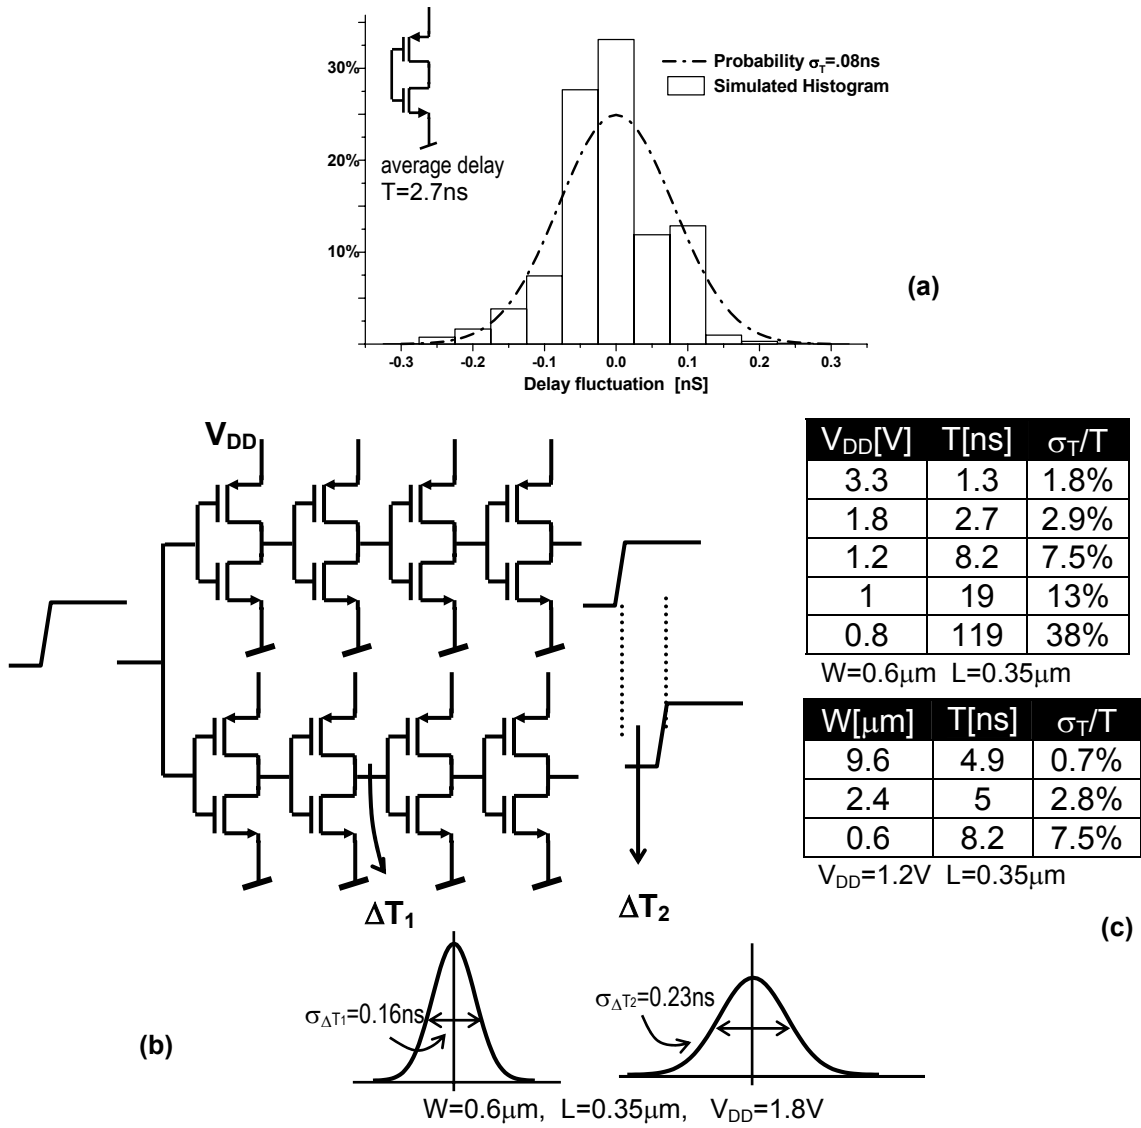 30%
20%
10%
average delay
T=2.7ns
Probability σT=.08ns
Simulated Histogram
(a)
-0.3 -0.2 -0.1 0.0 0.1 0.2 0.3
Delay fluctuation [nS]
VDD
ΔT1
ΔT2
VDD[V] T[ns] σT/T
3.3 1.3 1.8%
1.8 2.7 2.9%
1.2 8.2 7.5%
1 19 13%
0.8 119 38%
W=0.6μm L=0.35μm
W[μm] T[ns] σT/T
9.6 4.9 0.7%
2.4 5 2.8%
0.6 8.2 7.5%
VDD=1.2V L=0.35μm
(c)
σΔT1=0.16ns
σΔT2=0.23ns
(b)
W=0.6μm, L=0.35μm, VDD=1.8V